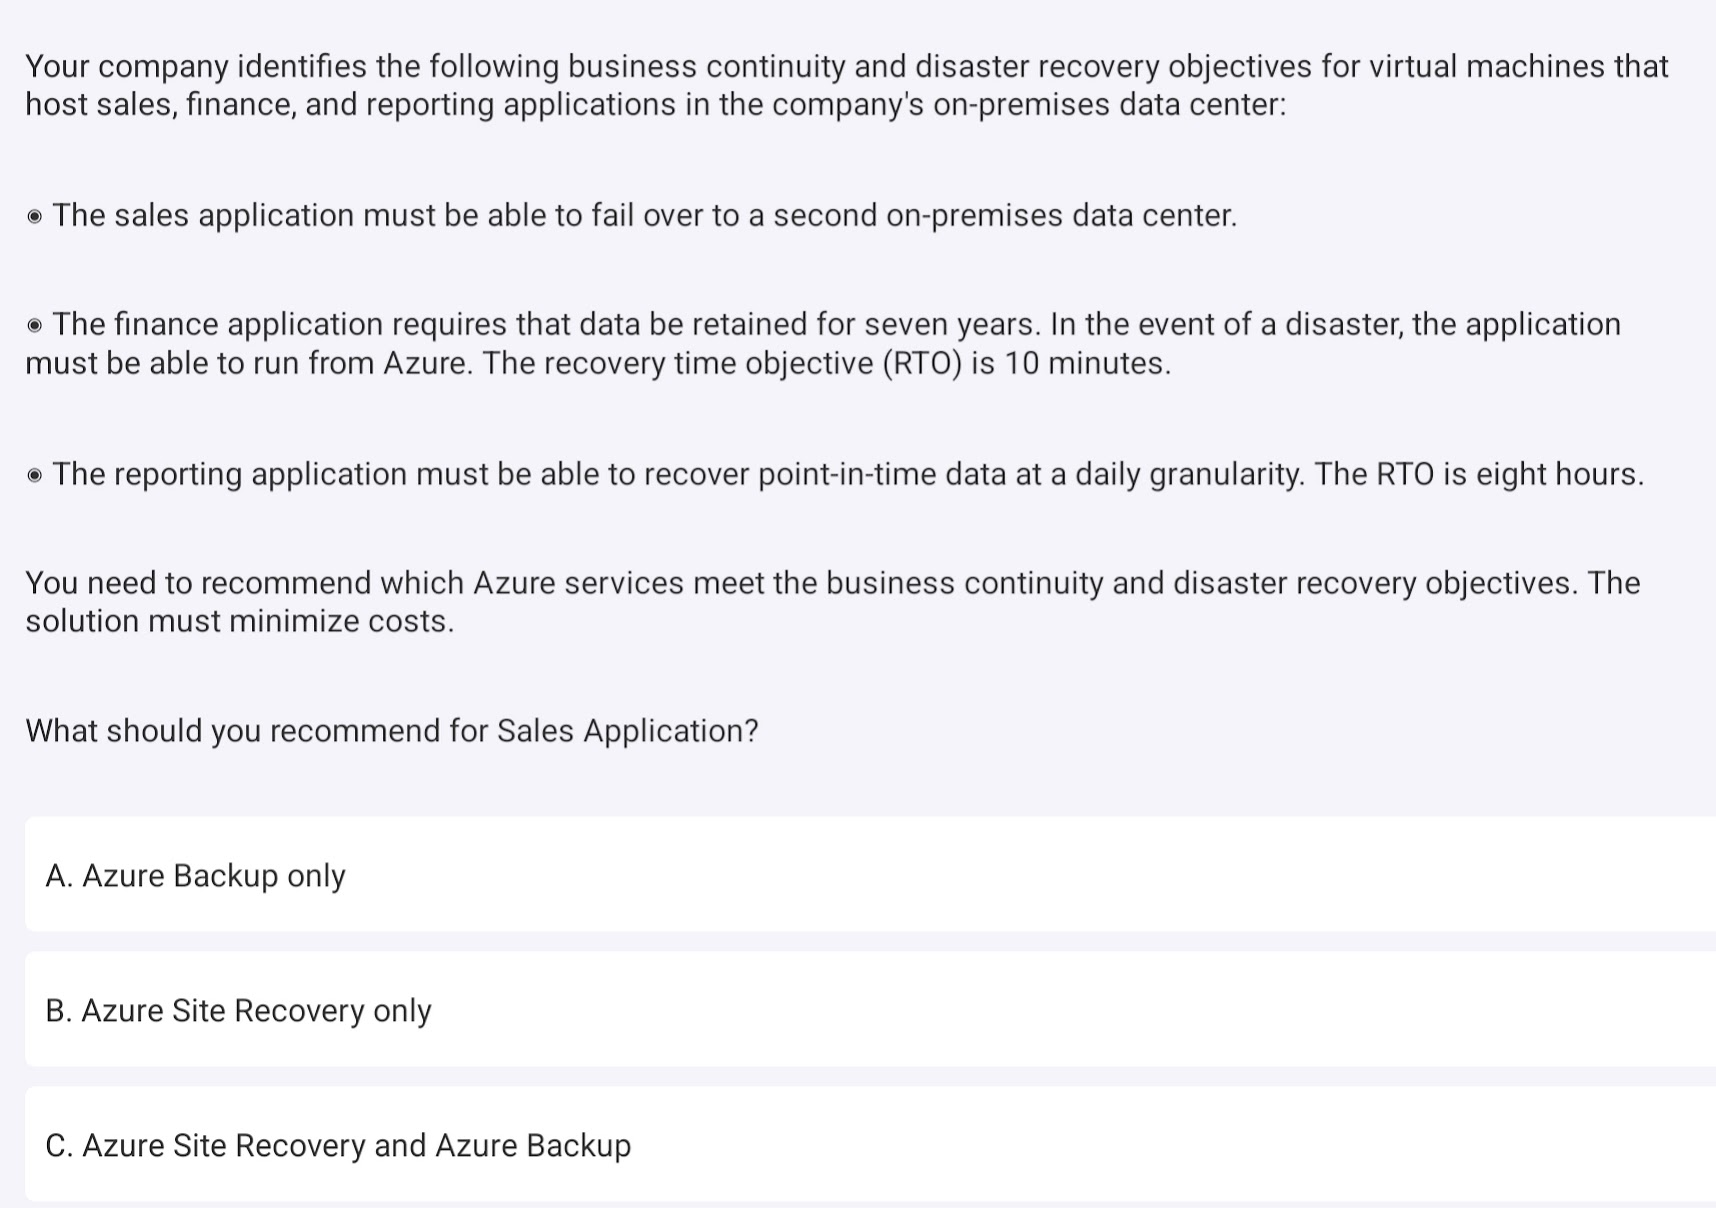 Your company identifies the following business continuity and disaster recovery objectives for virtual machines that
host sales, finance, and reporting applications in the company's on-premises data center:
◉ The sales application must be able to fail over to a second on-premises data center.
◉ The finance application requires that data be retained for seven years. In the event of a disaster, the application
must be able to run from Azure. The recovery time objective (RTO) is 10 minutes.
◉ The reporting application must be able to recover point-in-time data at a daily granularity. The RTO is eight hours.
You need to recommend which Azure services meet the business continuity and disaster recovery objectives. The
solution must minimize costs.
What should you recommend for Sales Application?
A. Azure Backup only
B. Azure Site Recovery only
C. Azure Site Recovery and Azure Backup